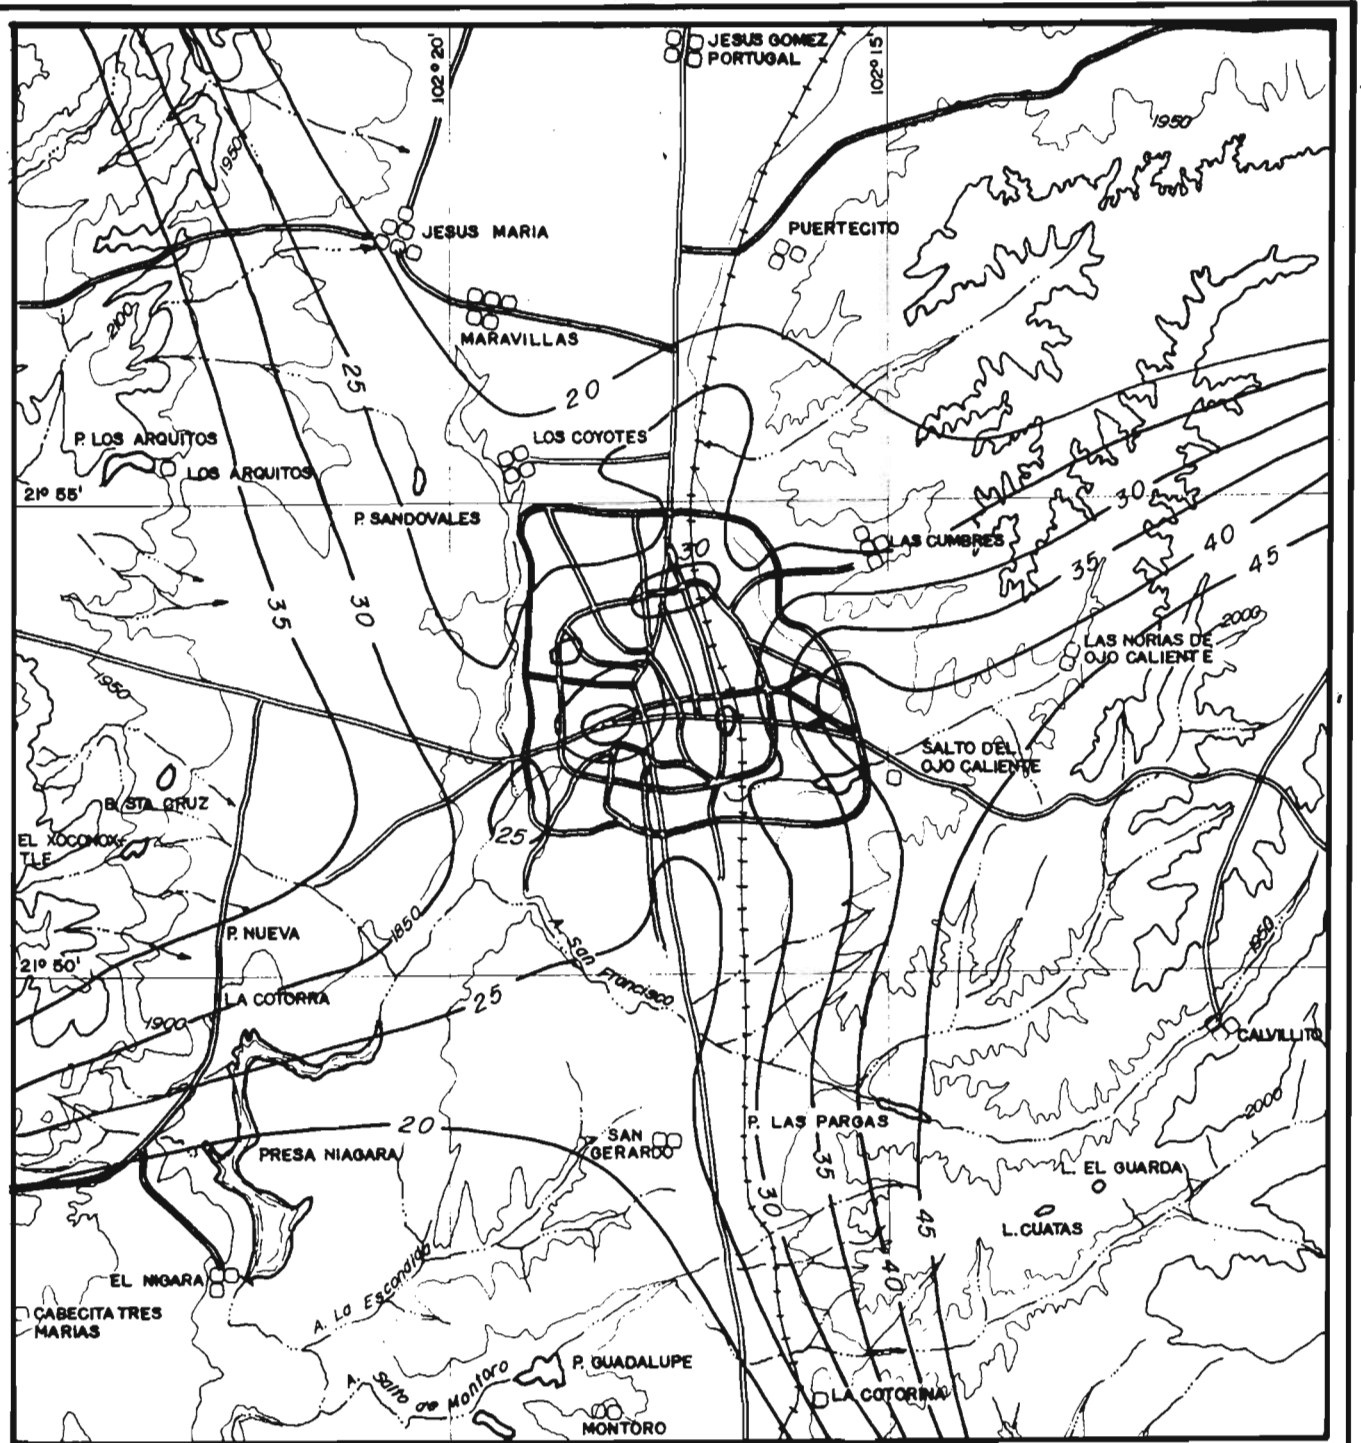 JESUS GOMEZ
PORTUGAL
102° 20'
102° 15'
1950
1950
JESUS MARIA
PUERTECITO
2100
MARAVILLAS
25
20
P. LOS ARQUITOS
LOS COYOTES
LOS ARQUITOS
21° 55'
30
P. SANDOVALES
LAS CUMBRES
40
30
35
45
35
30
2000
LAS NORIAS DE
OJO CALIENTE
1950
SALTO DEL
OJO CALIENTE
B. STA. CRUZ
25
EL XOCONOX-
TLE
P. NUEVA
1850
1950
21° 50'
A. San Francisco
LA COTORRA
25
1900
CALVILLITO
2000
20
P. LAS PARGAS
SAN
GERARDO
PRESA NIAGARA
35
L. EL GUARDA
30
45
L. CUATAS
40
EL NIGARA
A. La Escondida
CABECITA TRES
MARIAS
P. GUADALUPE
A. Salto de Montoro
LA COTORINA
MONTORO